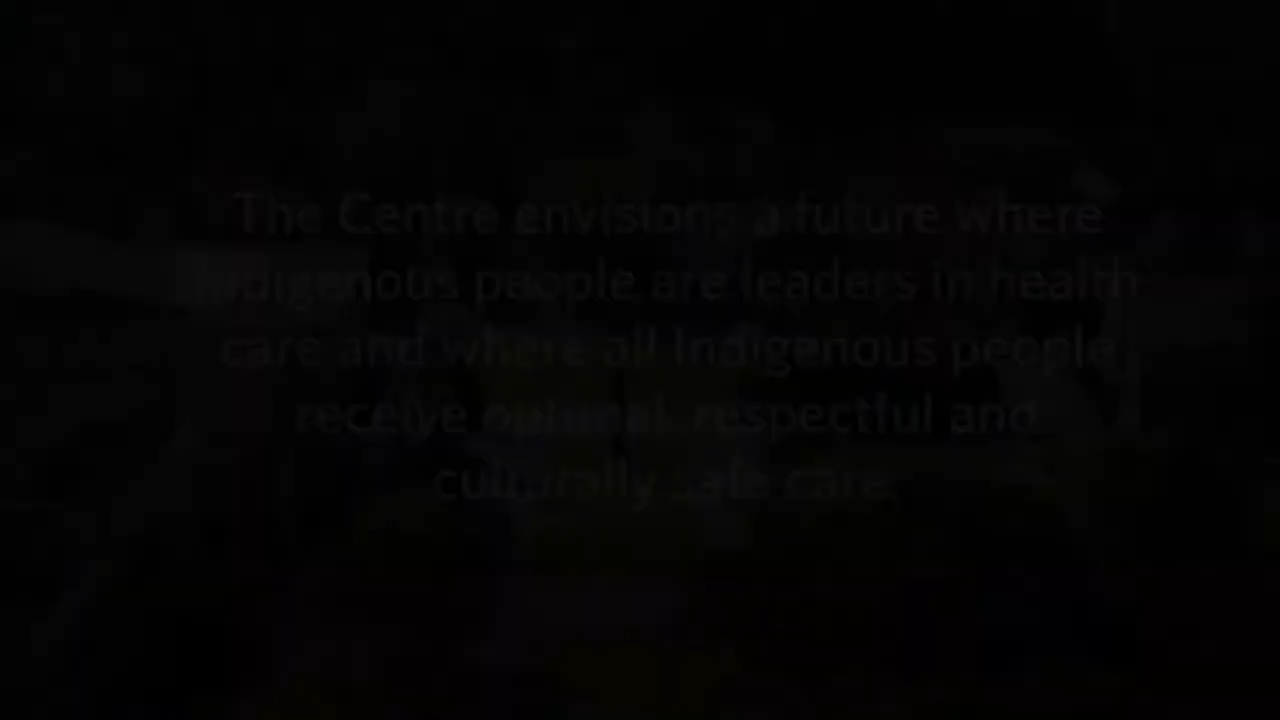 The Centre envisions a future where
Indigenous people are leaders in health
care and where all Indigenous people
receive optimal, respectful and
culturally safe care